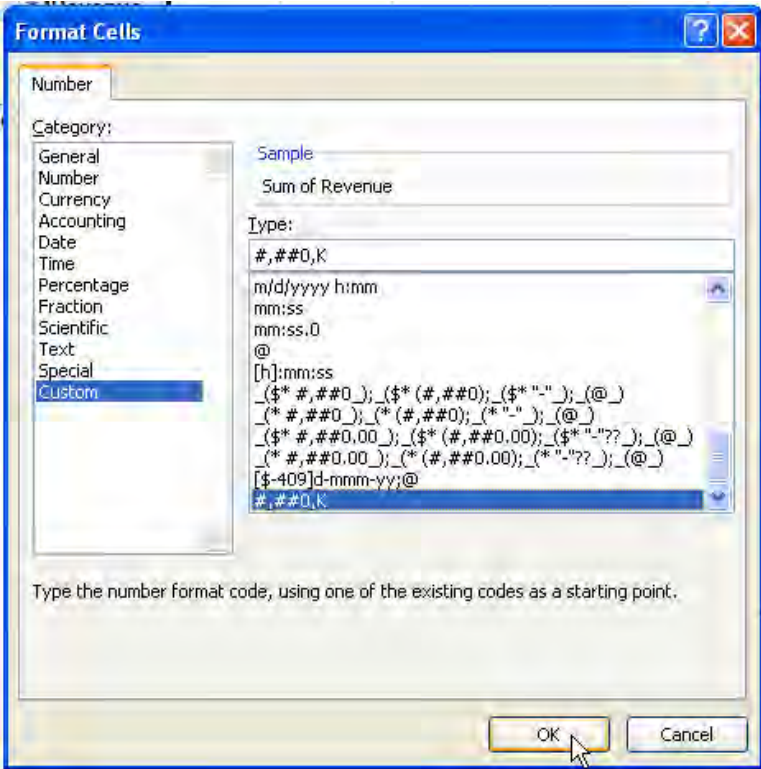 Format Cells
Number
Category:
General
Number
Currency
Accounting
Date
Time
Percentage
Fraction
Scientific
Text
Special
Custom
Sample
Sum of Revenue
Type:
#,##0,K
m/d/yyyy h:mm
mm:ss
mm:ss.0
@
[h]:mm:ss
_($* #,##0_);_($* (#,##0);_($* "-"_);_(@_)
_(* #,##0_);_(* (#,##0);_(* "-"_);_(@_)
_($* #,##0.00_);_($* (#,##0.00);_($* "-"??_);_(@_)
_(* #,##0.00_);_(* (#,##0.00);_(* "-"??_);_(@_)
[$-409]d-mmm-yy;@
#,##0,K
Type the number format code, using one of the existing codes as a starting point.
OK
Cancel